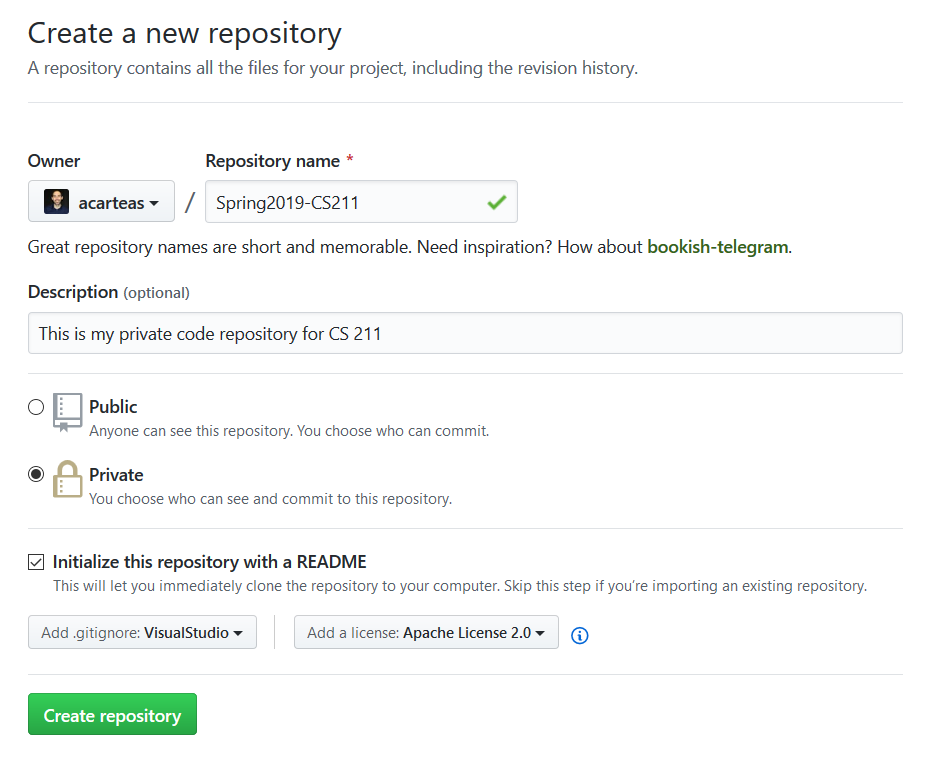 Create a new repository
A repository contains all the files for your project, including the revision history.
Owner
Repository name *
acarteas
/
Spring2019-CS211
Great repository names are short and memorable. Need inspiration? How about bookish-telegram.
Description (optional)
This is my private code repository for CS 211
Public
Anyone can see this repository. You choose who can commit.
Private
You choose who can see and commit to this repository.
Initialize this repository with a README
This will let you immediately clone the repository to your computer. Skip this step if you’re importing an existing repository.
Add .gitignore: VisualStudio
Add a license: Apache License 2.0
Create repository